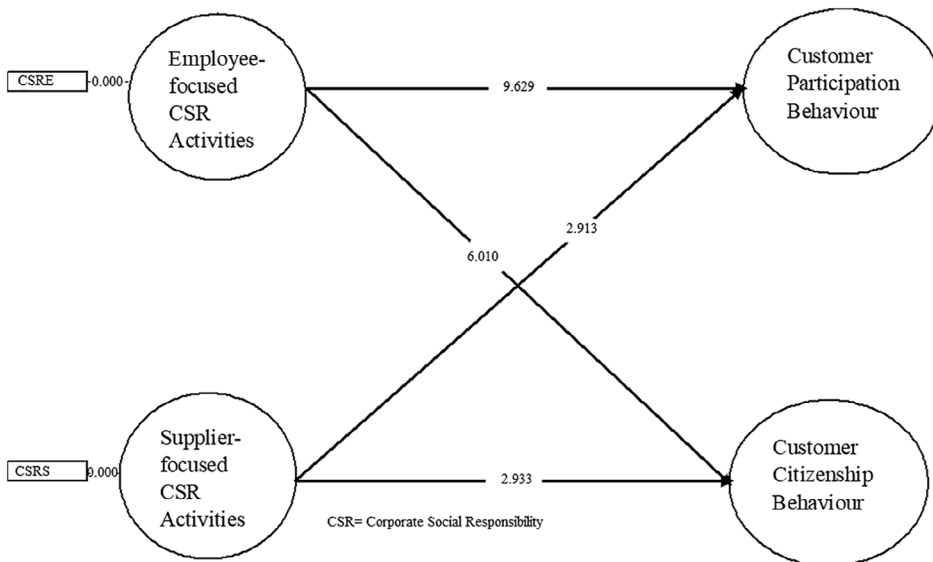 Employee-
focused
CSR
Activities
Customer
Participation
Behaviour
CSRE
0.000
9.629
2.913
6.010
Supplier-
focused
CSR
Activities
Customer
Citizenship
Behaviour
CSRS
0.000
2.933
CSR= Corporate Social Responsibility